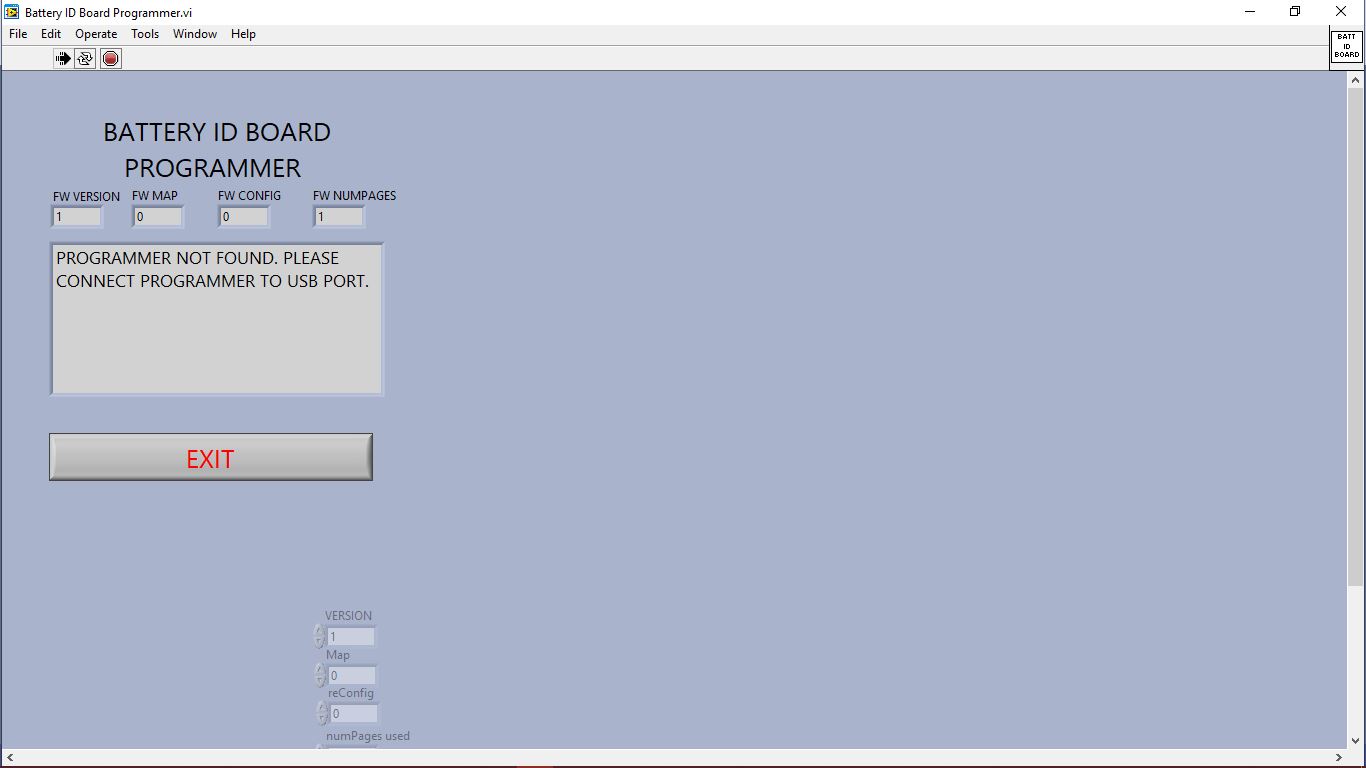 Battery ID Board Programmer.vi
File Edit Operate Tools Window Help
BATT
ID
BOARD
BATTERY ID BOARD
PROGRAMMER
FW VERSION FW MAP FW CONFIG FW NUMPAGES
1 0 0 1
PROGRAMMER NOT FOUND. PLEASE
CONNECT PROGRAMMER TO USB PORT.
EXIT
VERSION
1
Map
0
reConfig
0
numPages used